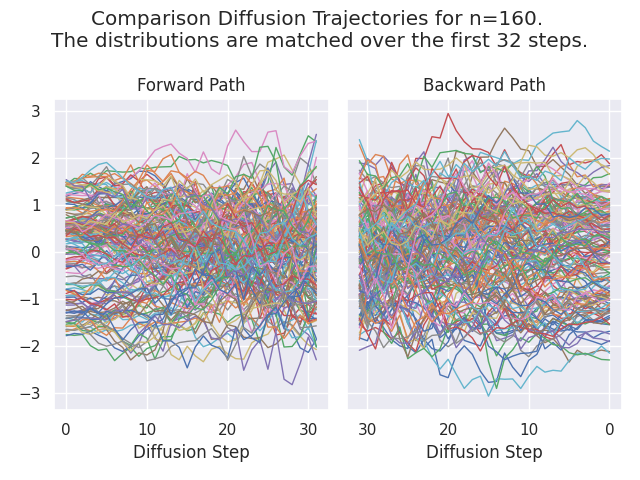 Comparison Diffusion Trajectories for n=160.
The distributions are matched over the first 32 steps.
Forward Path
Backward Path
3
2
1
0
−1
−2
−3
0 10 20 30
30 20 10 0
Diffusion Step
Diffusion Step